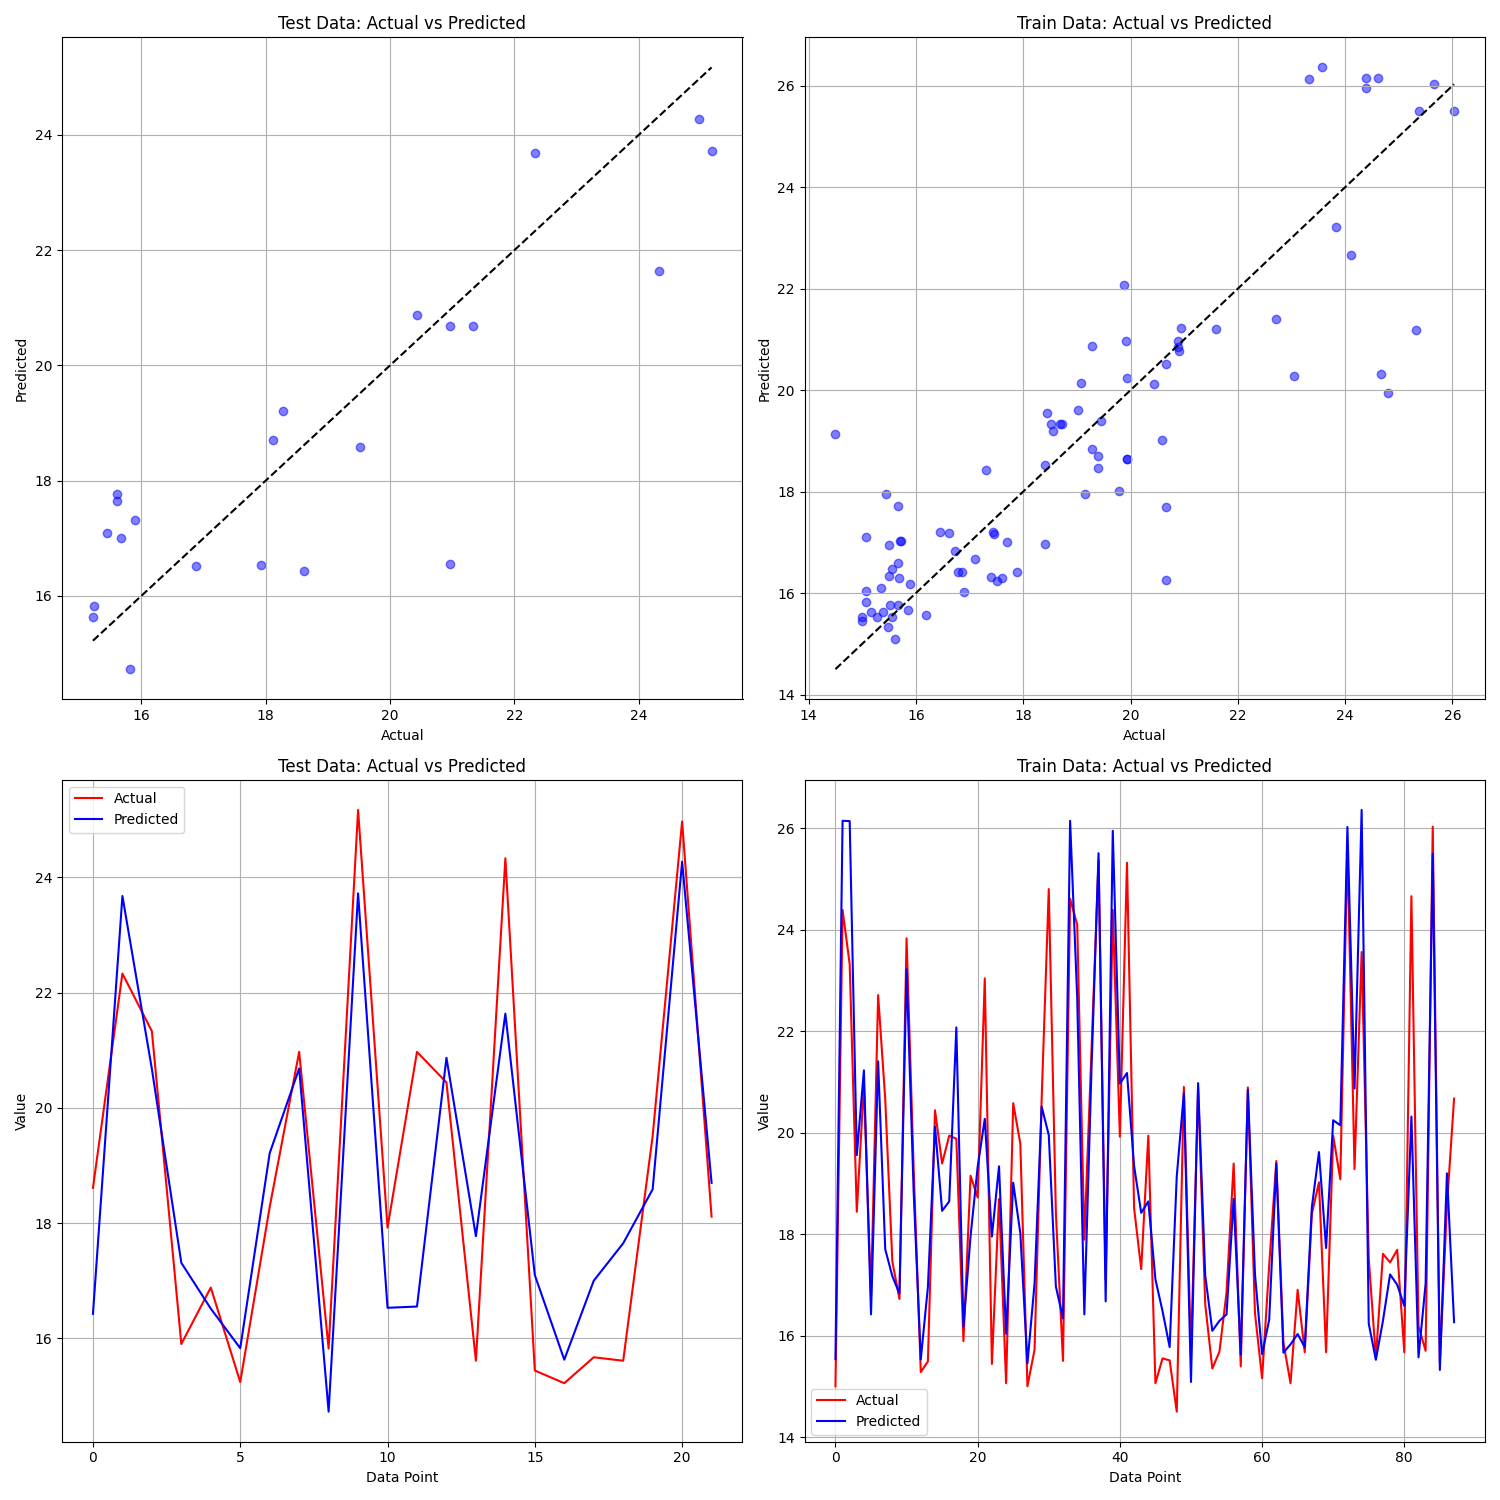 Test Data: Actual vs Predicted
Predicted
24
22
20
18
16
16 18 20 22 24
Actual
Train Data: Actual vs Predicted
Predicted
26
24
22
20
18
16
14
14 16 18 20 22 24 26
Actual
Test Data: Actual vs Predicted
Actual
Predicted
Value
24
22
20
18
16
0 5 10 15 20
Data Point
Train Data: Actual vs Predicted
Value
26
24
22
20
18
16
14
Actual
Predicted
0 20 40 60 80
Data Point